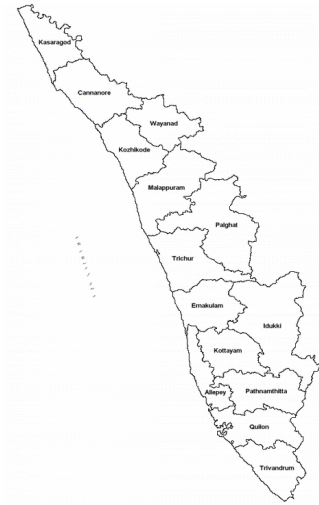 Kasaragod
Cannanore
Wayanad
Kozhikode
Malappuram
Palghat
Trichur
Ernakulam
Idukki
Kottayam
Allepey
Pathnamthitta
Quilon
Trivandrum